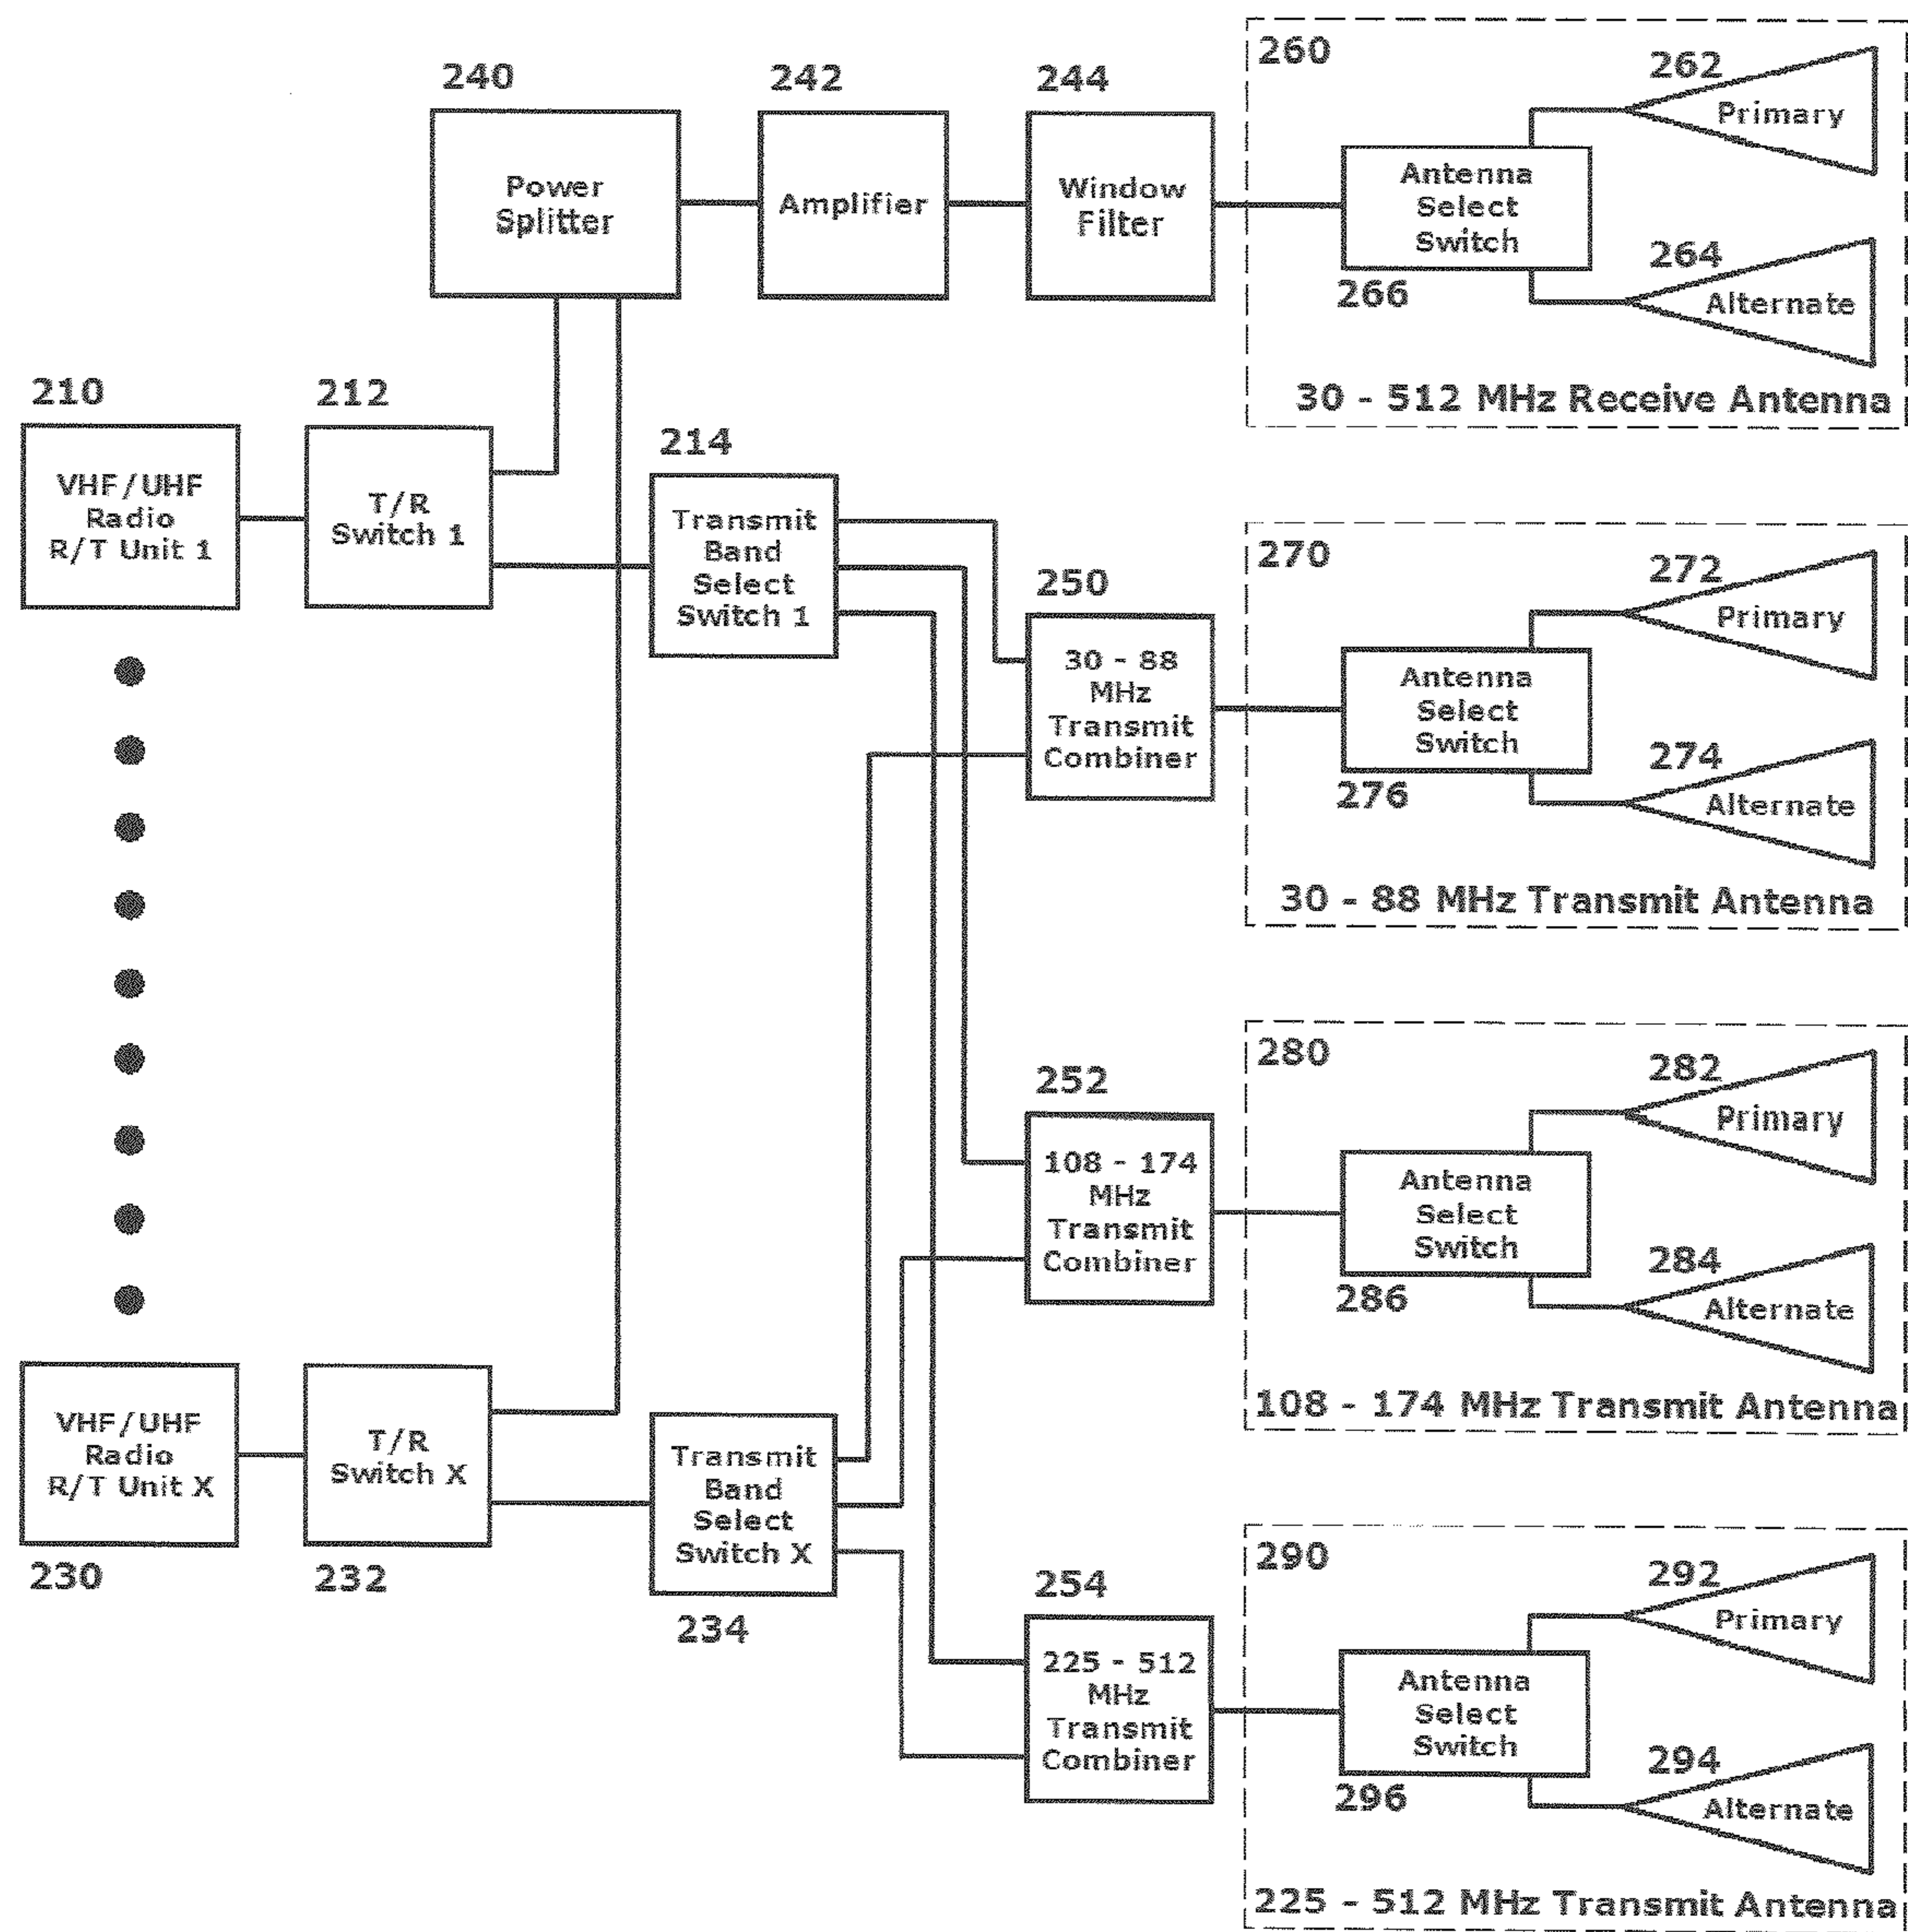 240
242
244
260
262
Primary
Power
Splitter
Amplifier
Window
Filter
Antenna
Select
Switch
266
264
Alternate
30 - 512 MHz Receive Antenna
210
212
214
VHF/UHF
Radio
R/T Unit 1
T/R
Switch 1
Transmit
Band
Select
Switch 1
250
30 - 88
MHz
Transmit
Combiner
270
272
Primary
Antenna
Select
Switch
276
274
Alternate
30 - 88 MHz Transmit Antenna
252
108 - 174
MHz
Transmit
Combiner
280
282
Primary
Antenna
Select
Switch
286
284
Alternate
108 - 174 MHz Transmit Antenna
VHF/UHF
Radio
R/T Unit X
230
T/R
Switch X
232
Transmit
Band
Select
Switch X
234
254
225 - 512
MHz
Transmit
Combiner
290
292
Primary
Antenna
Select
Switch
296
294
Alternate
225 - 512 MHz Transmit Antenna